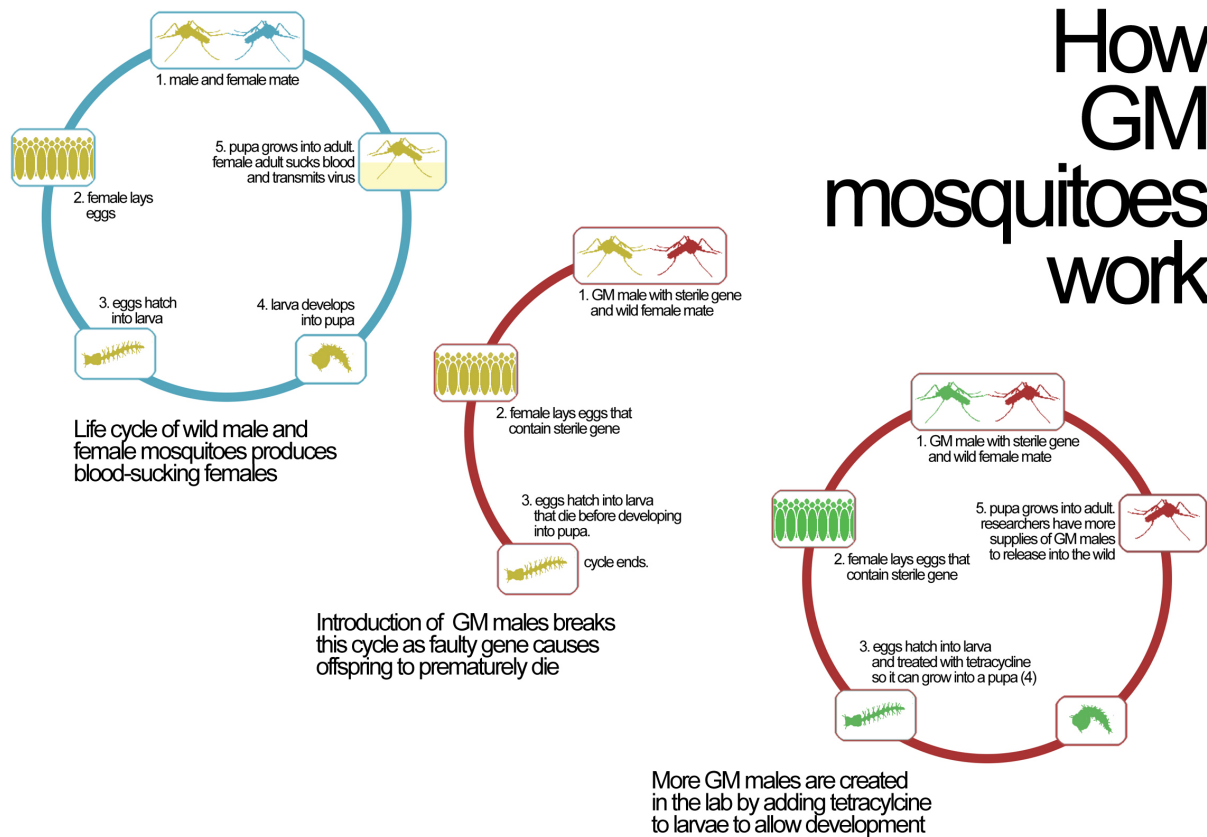 How
GM
mosquitoes
work
1. male and female mate
5. pupa grows into adult.
female adult sucks blood
and transmits virus
2. female lays
eggs
3. eggs hatch
into larva
4. larva develops
into pupa
Life cycle of wild male and
female mosquitoes produces
blood-sucking females
1. GM male with sterile gene
and wild female mate
2. female lays eggs that
contain sterile gene
3. eggs hatch into larva
that die before developing
into pupa.
cycle ends.
Introduction of GM males breaks
this cycle as faulty gene causes
offspring to prematurely die
1. GM male with sterile gene
and wild female mate
5. pupa grows into adult.
researchers have more
supplies of GM males
to release into the wild
2. female lays eggs that
contain sterile gene
3. eggs hatch into larva
and treated with tetracycline
so it can grow into a pupa (4)
More GM males are created
in the lab by adding tetracylcine
to larvae to allow development